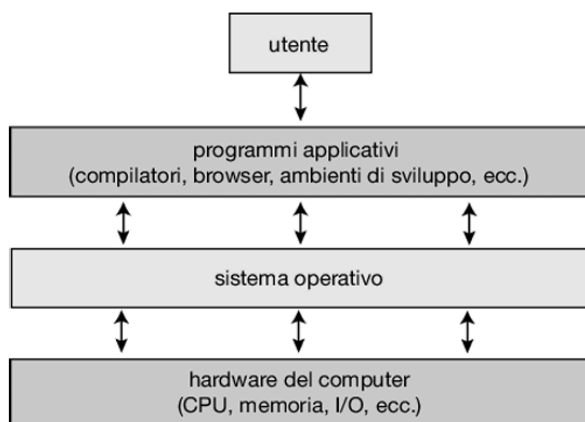 utente
programmi applicativi
(compilatori, browser, ambienti di sviluppo, ecc.)
sistema operativo
hardware del computer
(CPU, memoria, I/O, ecc.)